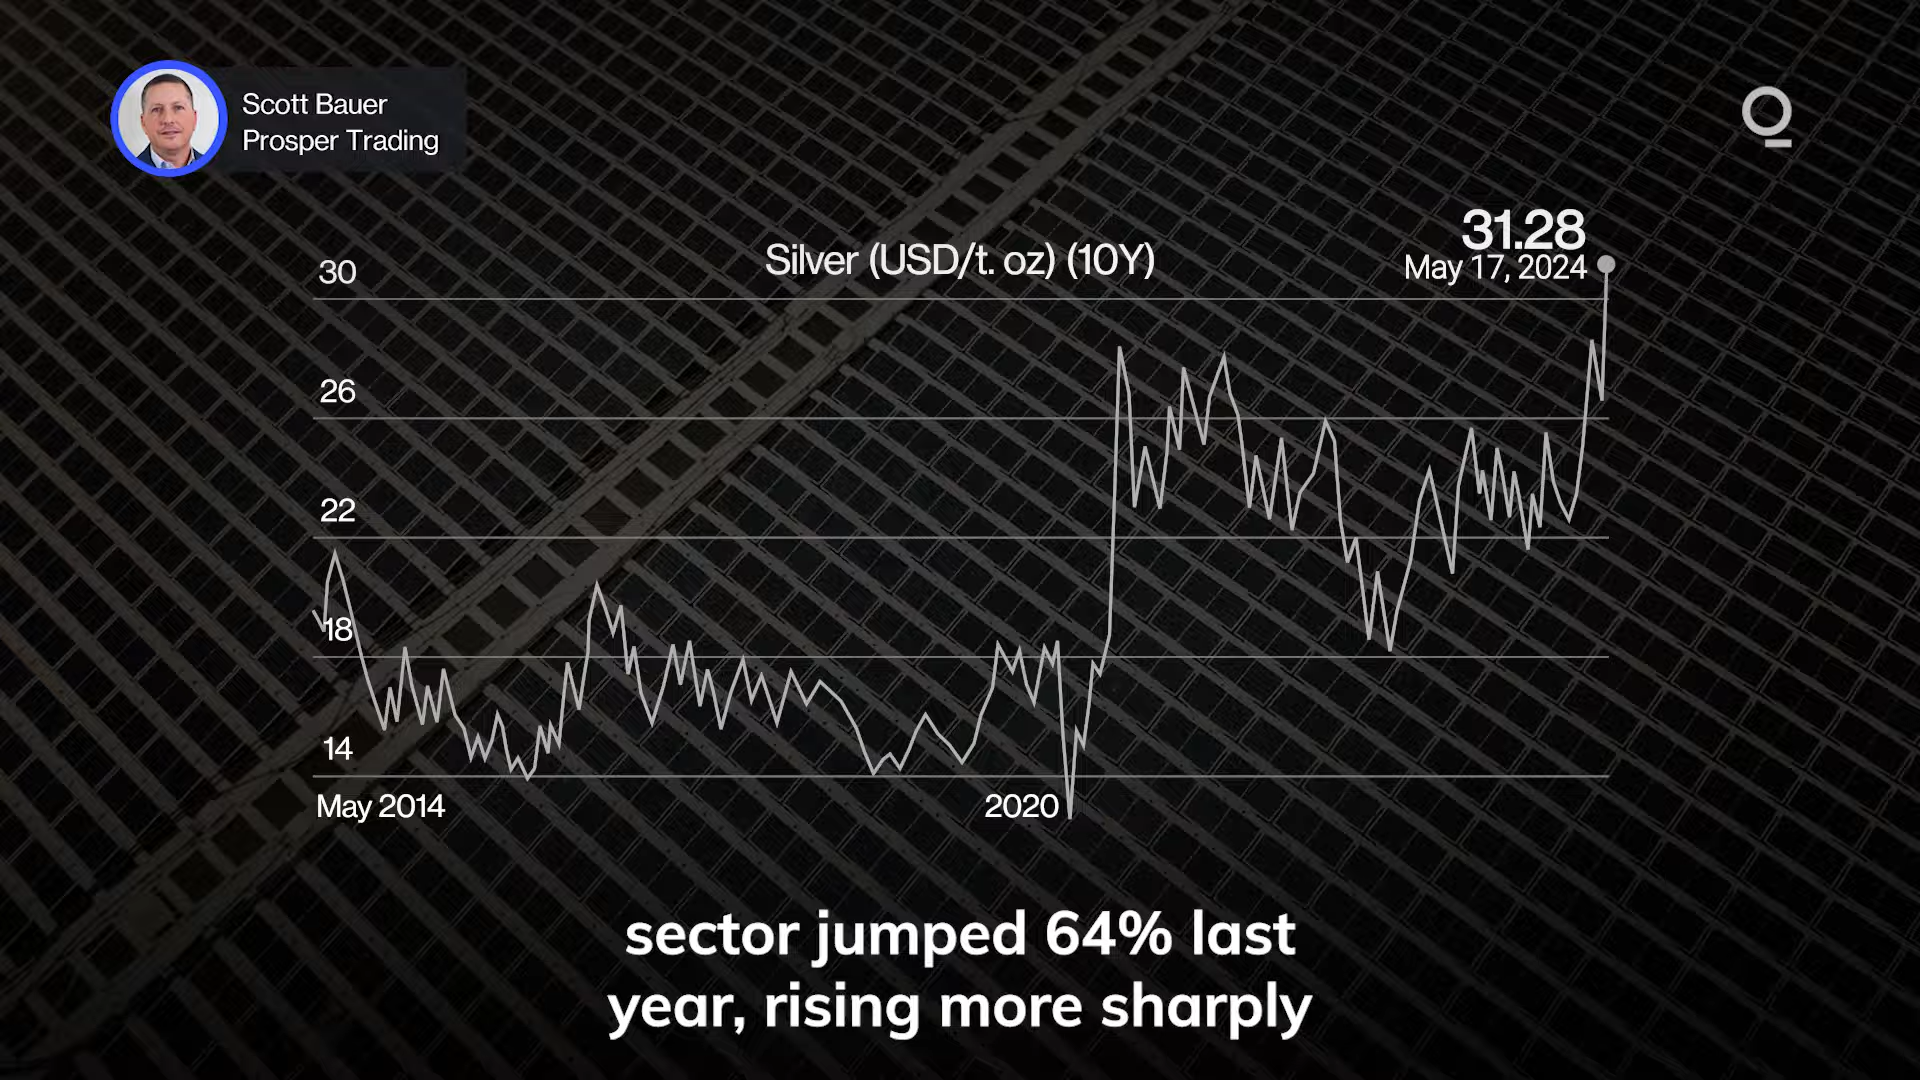 Scott Bauer
Prosper Trading
31.28
May 17, 2024
Silver (USD/t. oz) (10Y)
30
26
22
18
14
May 2014
2020
sector jumped 64% last
year, rising more sharply